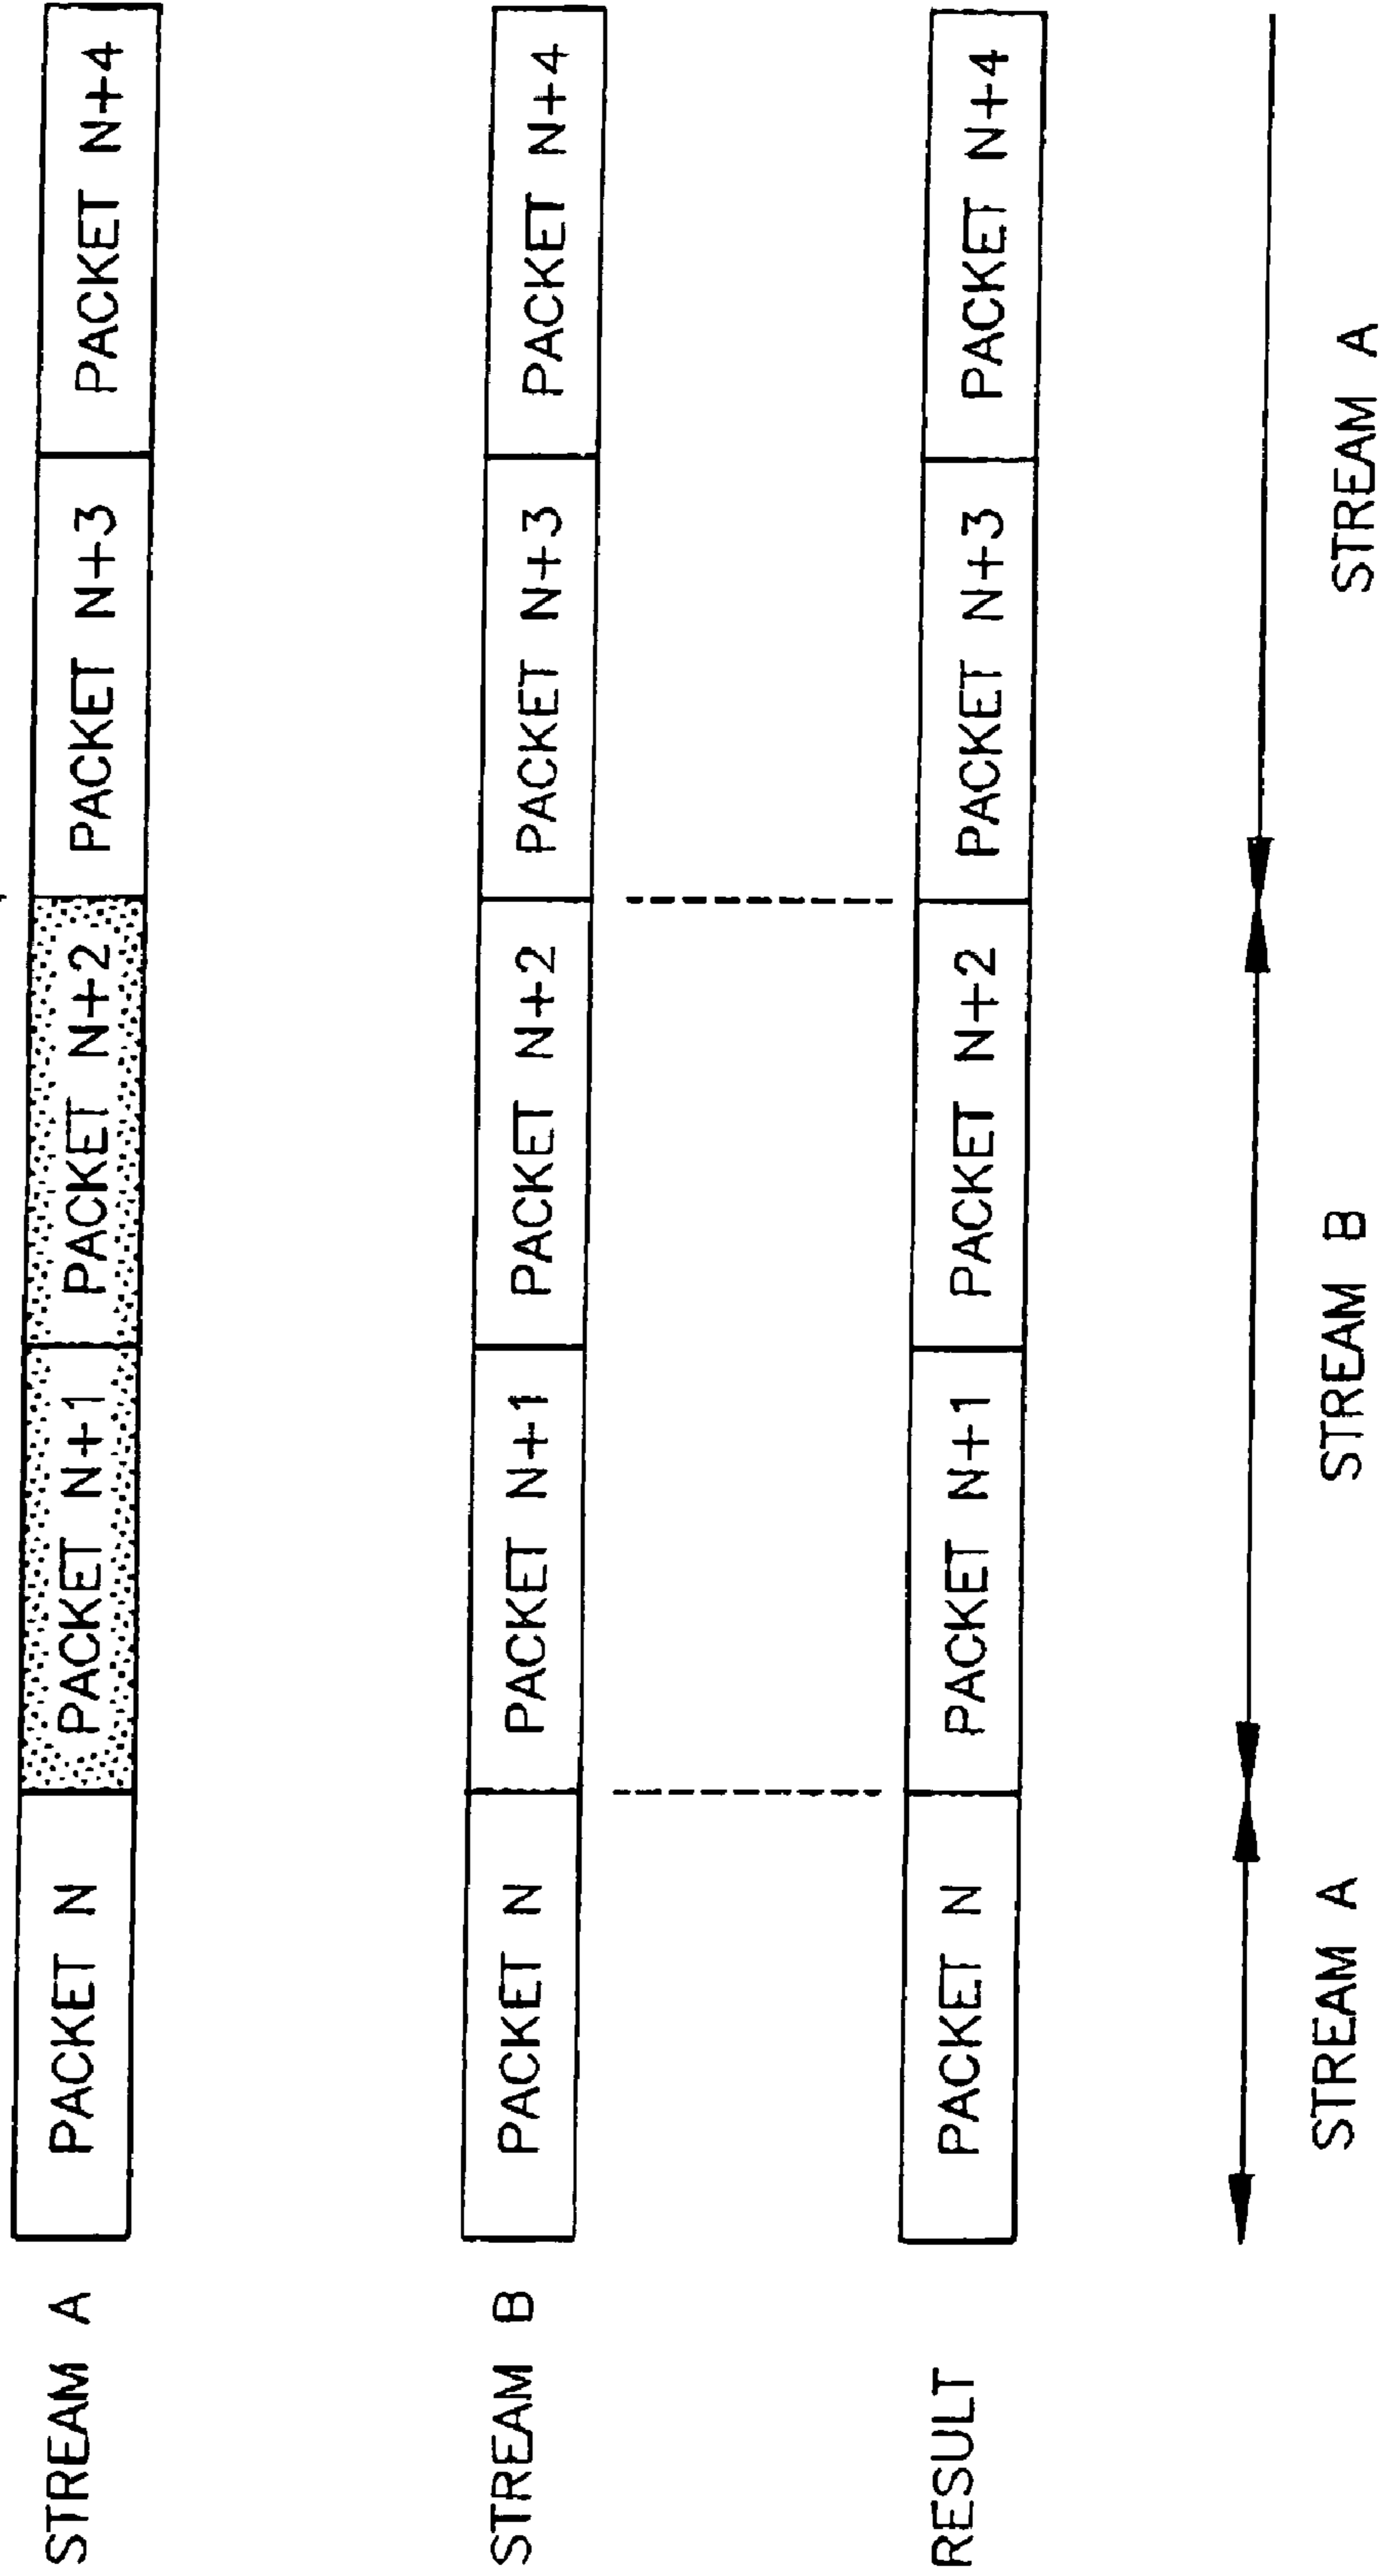 STREAM A PACKET N PACKET N+1 PACKET N+2 PACKET N+3 PACKET N+4
STREAM B PACKET N PACKET N+1 PACKET N+2 PACKET N+3 PACKET N+4
RESULT PACKET N PACKET N+1 PACKET N+2 PACKET N+3 PACKET N+4
STREAM A STREAM B STREAM A